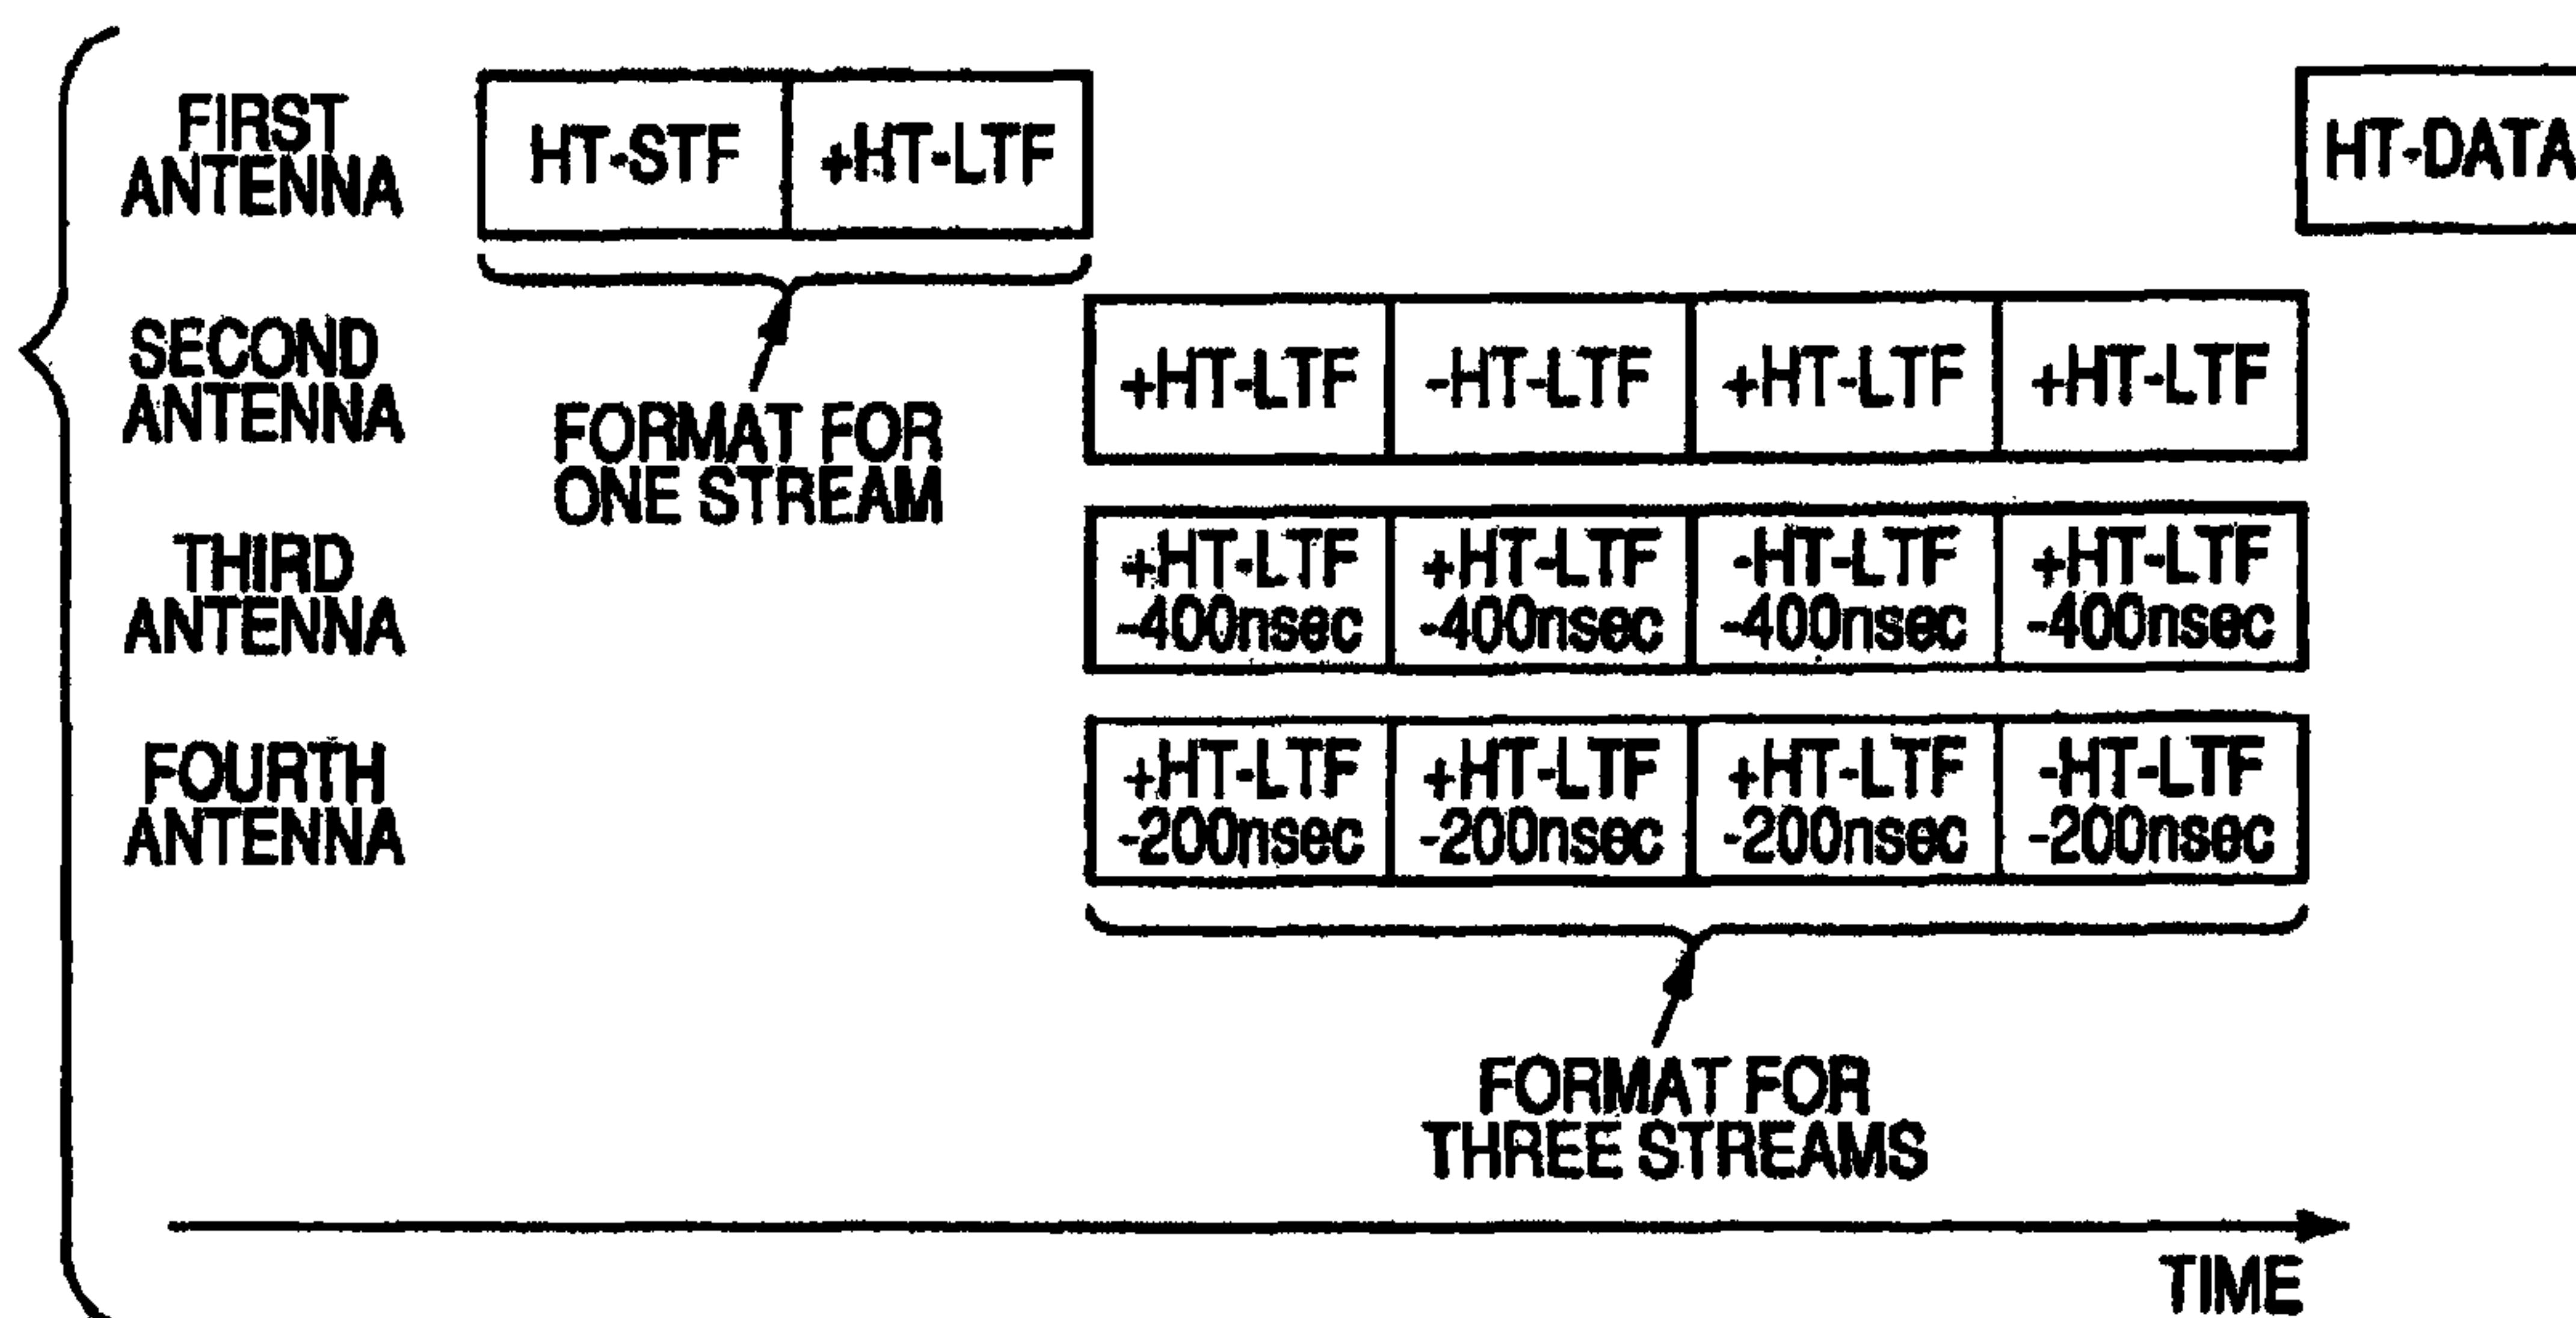 FIRST
ANTENNA
HT-STF
+HT-LTF
HT-DATA
SECOND
ANTENNA
FORMAT FOR
ONE STREAM
+HT-LTF
-HT-LTF
+HT-LTF
+HT-LTF
THIRD
ANTENNA
+HT-LTF
-400nsec
+HT-LTF
-400nsec
-HT-LTF
-400nsec
+HT-LTF
-400nsec
FOURTH
ANTENNA
+HT-LTF
-200nsec
+HT-LTF
-200nsec
+HT-LTF
-200nsec
-HT-LTF
-200nsec
FORMAT FOR
THREE STREAMS
TIME